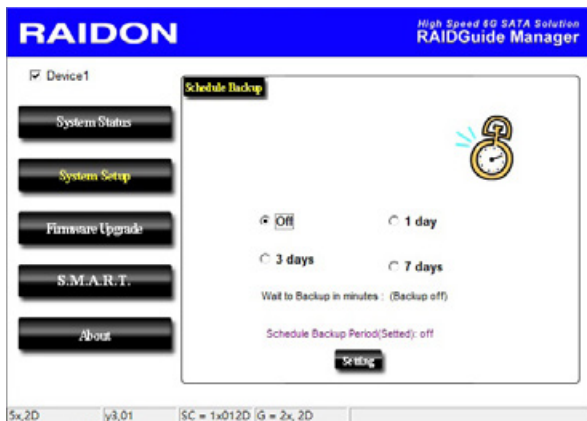 RAIDON
High Speed 6G SATA Solution
RAIDGuide Manager
Device1
System Status
System Setup
Firmware Upgrade
S.M.A.R.T.
About
Schedule Backup
Off
1 day
3 days
7 days
Wait to Backup in minutes : (Backup off)
Schedule Backup Period(Setted): off
Setting
5x,2D
y3,01
SC = 1x012D
G = 2x, 2D